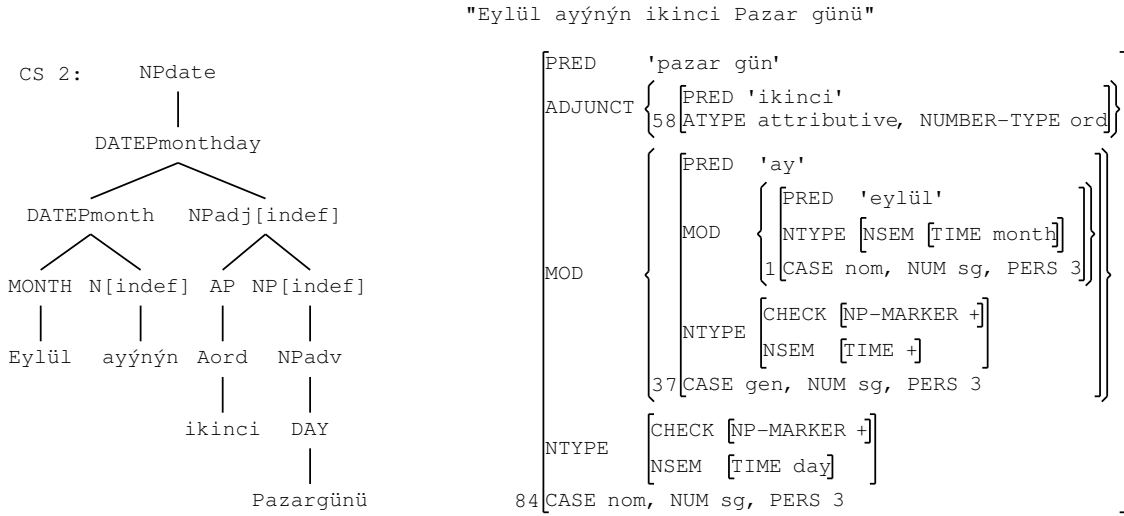 "Eylül ayýnýn ikinci Pazar günü"
CS 2: NPdate
DATEPmonthday
DATEPmonth NPadj[indef]
MONTH N[indef] AP NP[indef]
Eylül ayýnýn Aord NPadv
ikinci DAY
Pazargünü
PRED 'pazar gün'
ADJUNCT PRED 'ikinci'
58 ATYPE attributive, NUMBER-TYPE ord
MOD PRED 'ay'
MOD PRED 'eylül'
NTYPE NSEM TIME month
1 CASE nom, NUM sg, PERS 3
NTYPE CHECK NP-MARKER +
NSEM TIME +
37 CASE gen, NUM sg, PERS 3
NTYPE CHECK NP-MARKER +
NSEM TIME day
84 CASE nom, NUM sg, PERS 3